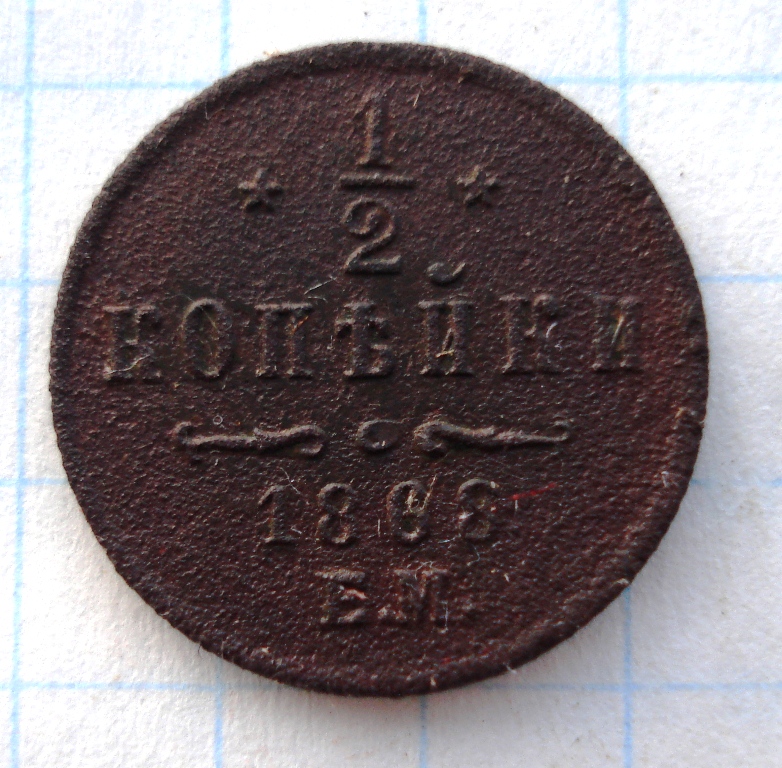 * 1/2 *
КОПѢЙКИ
1868
Е.М.